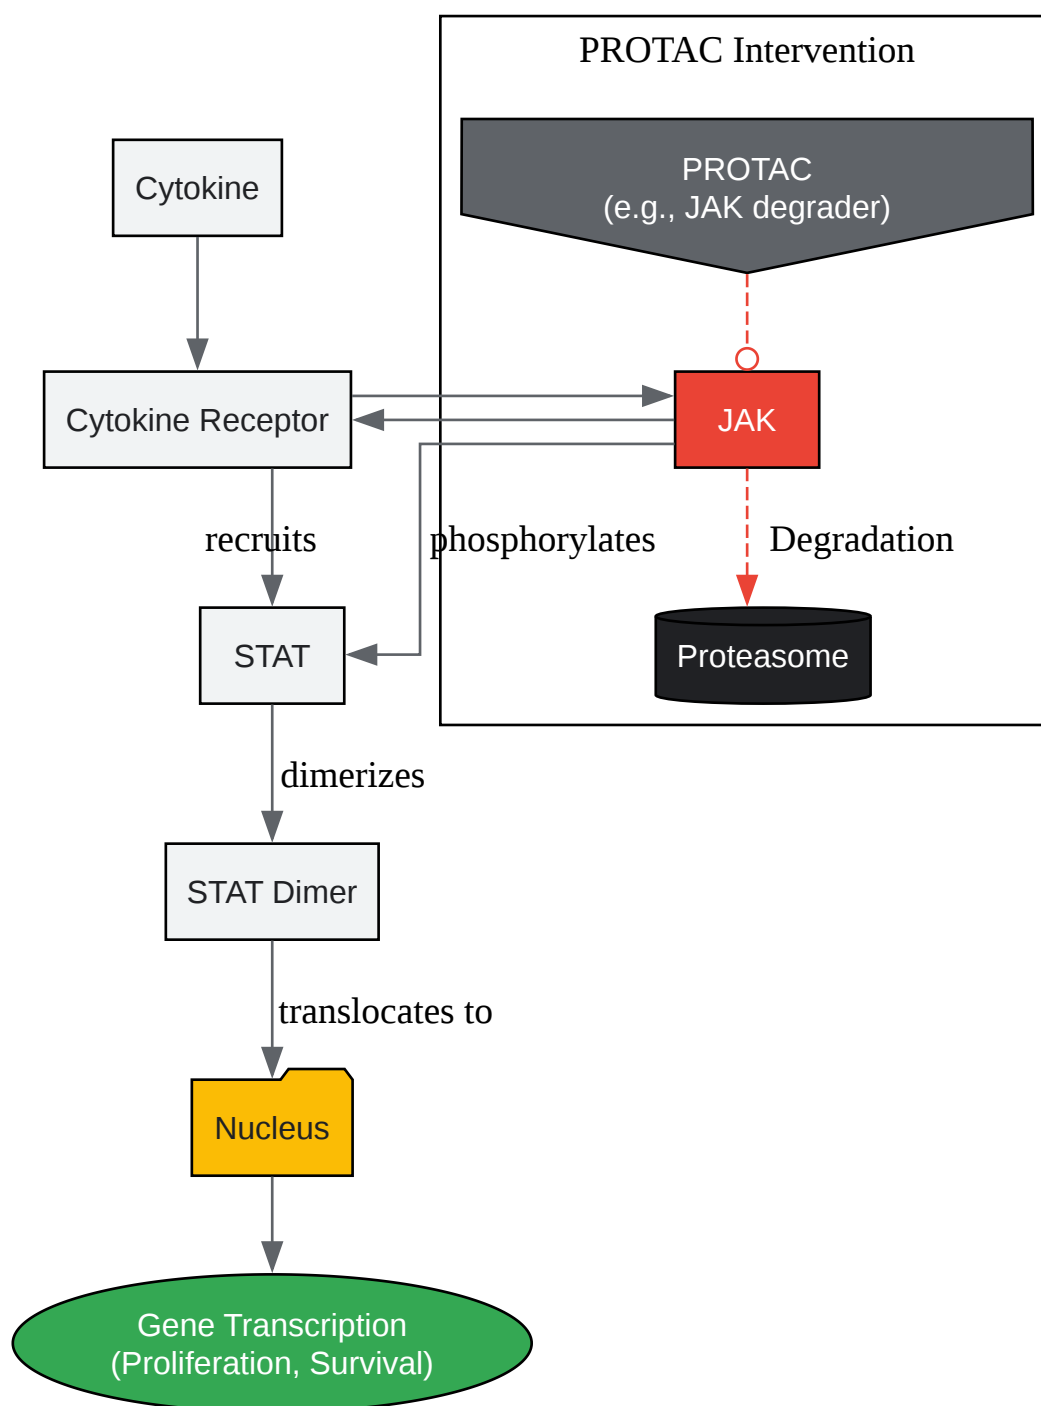 PROTAC Intervention
PROTAC
(e.g., JAK degrader)
Cytokine
Cytokine Receptor
JAK
recruits
phosphorylates
Degradation
STAT
Proteasome
dimerizes
STAT Dimer
translocates to
Nucleus
Gene Transcription
(Proliferation, Survival)